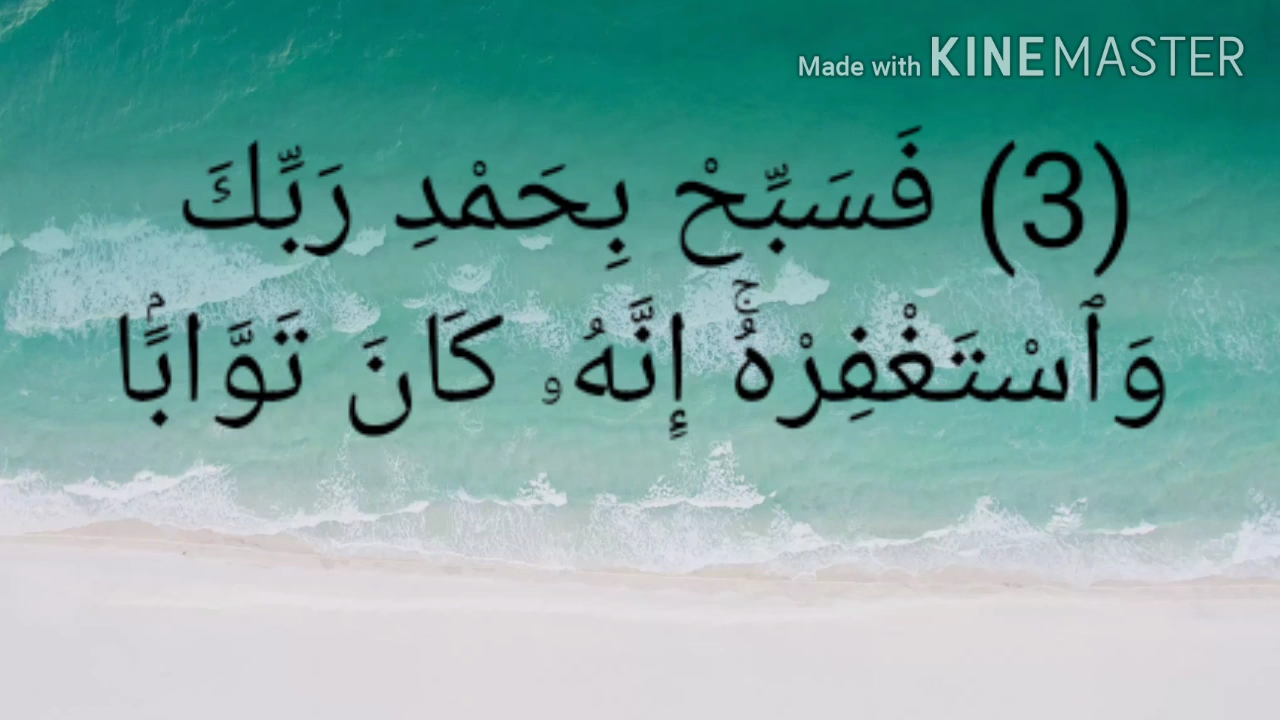 Made with KINEMASTER
(3) فَسَبِّحْ بِحَمْدِ رَبِّكَ
وَٱسْتَغْفِرْهُۚ إِنَّهُۥ كَانَ تَوَّابًۢا